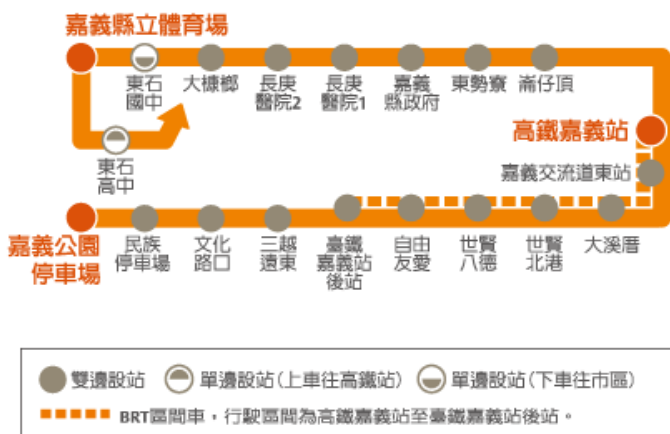 嘉義縣立體育場
東石
國中
大槺榔
長庚
醫院2
長庚
醫院1
嘉義
縣政府
東勢寮
崙仔頂
東石
高中
高鐵嘉義站
嘉義交流道東站
嘉義公園
停車場
民族
停車場
文化
路口
三越
遠東
臺鐵
嘉義站
後站
自由
友愛
世賢
八德
世賢
北港
大溪厝
雙邊設站 單邊設站(上車往高鐵站) 單邊設站(下車往市區)
BRT區間車，行駛區間為高鐵嘉義站至臺鐵嘉義站後站。